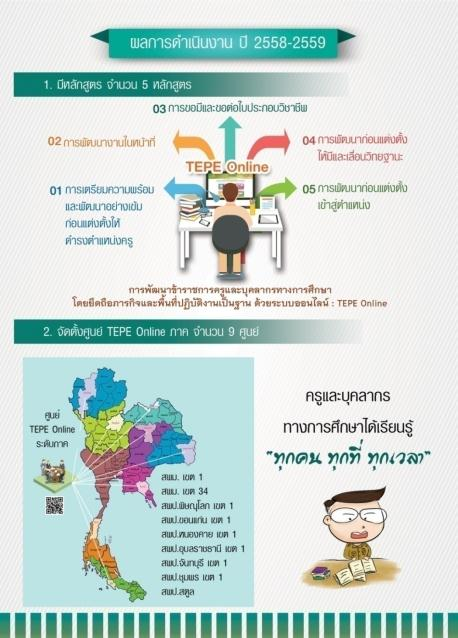 ผลการดำเนินงาน ปี 2558-2559
1. มีหลักสูตร จำนวน 5 หลักสูตร
03 การขอมีและขอต่อใบประกอบวิชาชีพ
02 การพัฒนางานในหน้าที่
04 การพัฒนาก่อนแต่งตั้ง
ให้มีและเลื่อนวิทยฐานะ
TEPE Online
01 การเตรียมความพร้อม
และพัฒนาอย่างเข้ม
ก่อนแต่งตั้งให้
ดำรงตำแหน่งครู
05 การพัฒนาก่อนแต่งตั้ง
เข้าสู่ตำแหน่ง
การพัฒนาข้าราชการครูและบุคลากรทางการศึกษา
โดยยึดถือภารกิจและพื้นที่ปฏิบัติงานเป็นฐาน ด้วยระบบออนไลน์ : TEPE Online
2. จัดตั้งศูนย์ TEPE Online ภาค จำนวน 9 ศูนย์
ศูนย์
TEPE Online
ระดับภาค
สพม. เขต 1
สพม. เขต 34
สพป.พิษณุโลก เขต 1
สพป.ขอนแก่น เขต 1
สพป.หนองคาย เขต 1
สพป.อุบลราชธานี เขต 1
สพป.จันทบุรี เขต 1
สพป.ชุมพร เขต 1
สพป.สตูล
ครูและบุคลากร
ทางการศึกษาได้เรียนรู้
"ทุกคน ทุกที่ ทุกเวลา"